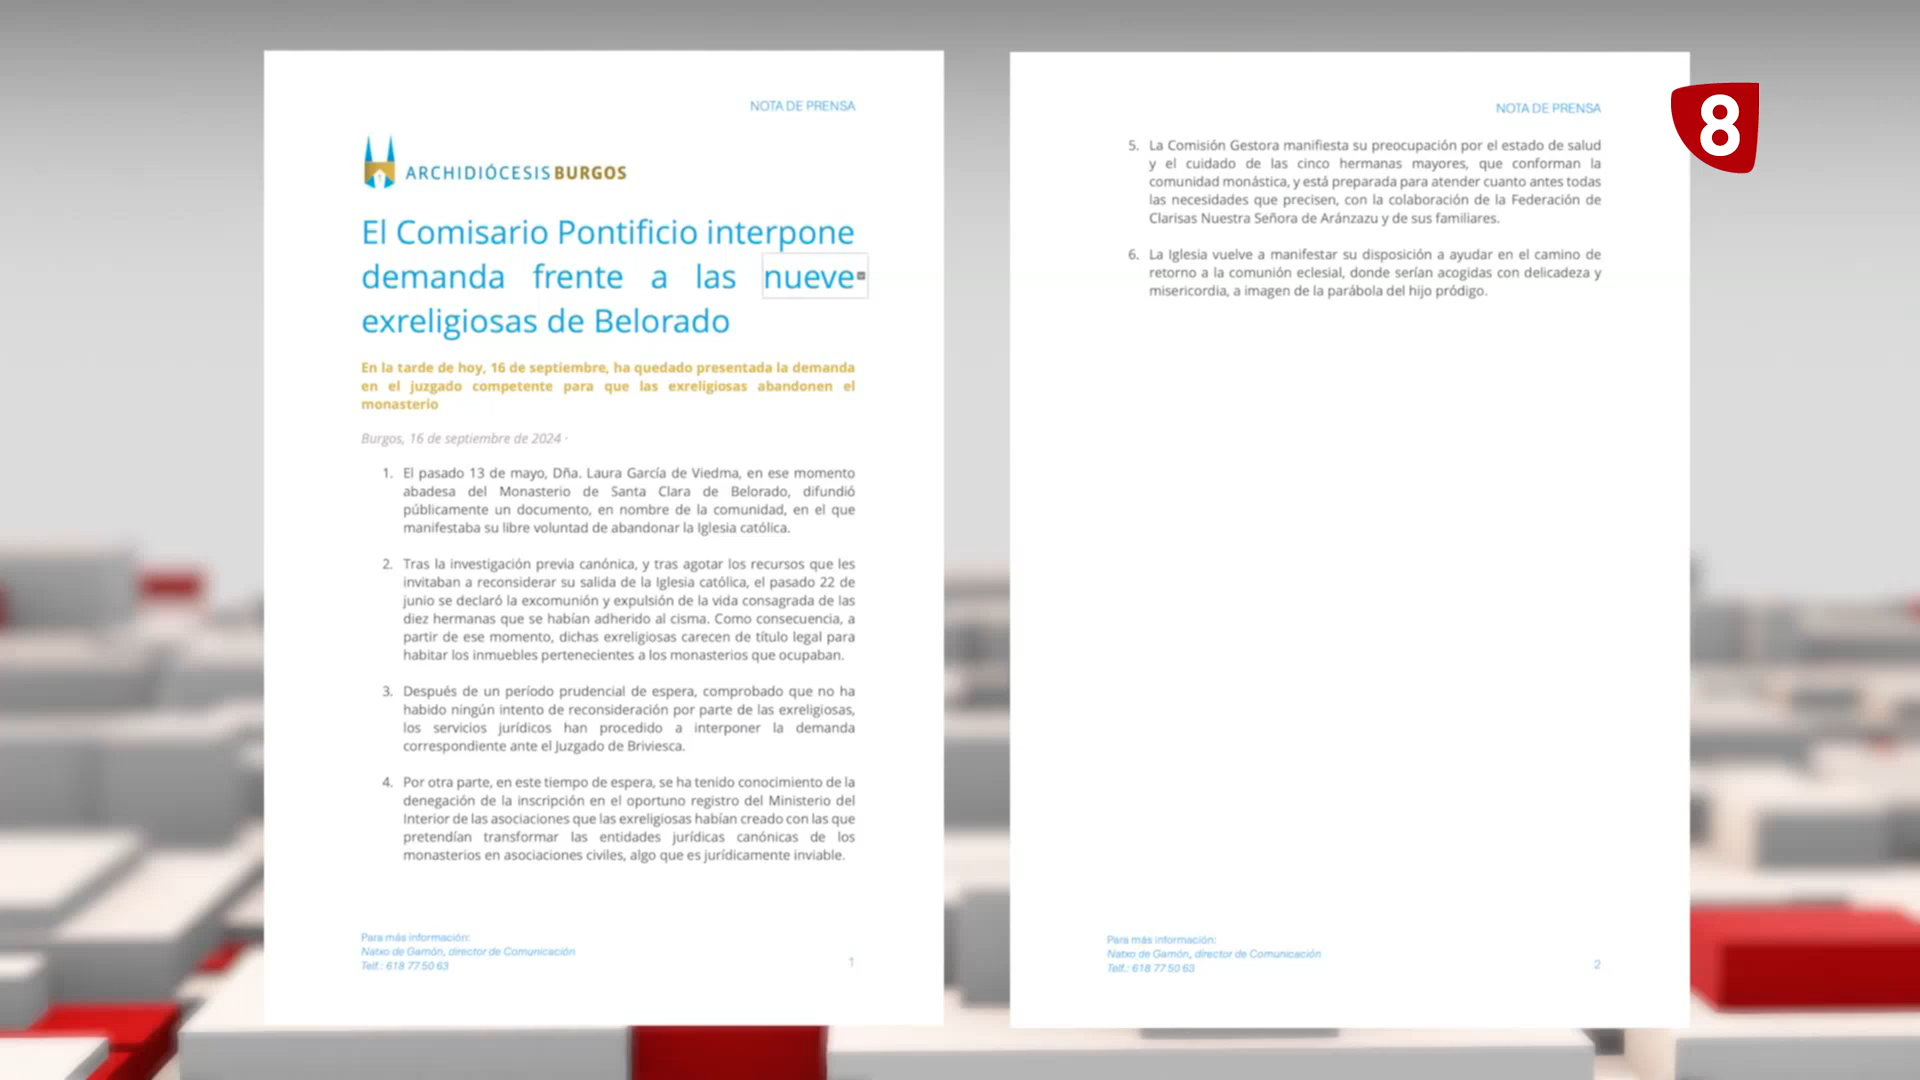 NOTA DE PRENSA
ARCHIDIÓCESIS BURGOS
El Comisario Pontificio interpone
demanda frente a las nueve
exreligiosas de Belorado
En la tarde de hoy, 16 de septiembre, ha quedado presentada la demanda
en el juzgado competente para que las exreligiosas abandonen el
monasterio
Burgos, 16 de septiembre de 2024 ·
1. El pasado 13 de mayo, Dña. Laura García de Viedma, en ese momento
abadesa del Monasterio de Santa Clara de Belorado, difundió
públicamente un documento, en nombre de la comunidad, en el que
manifestaba su libre voluntad de abandonar la Iglesia católica.
2. Tras la investigación previa canónica, y tras agotar los recursos que les
invitaban a reconsiderar su salida de la Iglesia católica, el pasado 22 de
junio se declaró la excomunión y expulsión de la vida consagrada de las
diez hermanas que se habían adherido al cisma. Como consecuencia, a
partir de ese momento, dichas exreligiosas carecen de título legal para
habitar los inmuebles pertenecientes a los monasterios que ocupaban.
3. Después de un período prudencial de espera, comprobado que no ha
habido ningún intento de reconsideración por parte de las exreligiosas,
los servicios jurídicos han procedido a interponer la demanda
correspondiente ante el Juzgado de Briviesca.
4. Por otra parte, en este tiempo de espera, se ha tenido conocimiento de la
denegación de la inscripción en el oportuno registro del Ministerio del
Interior de las asociaciones que las exreligiosas habían creado con las que
pretendían transformar las entidades jurídicas canónicas de los
monasterios en asociaciones civiles, algo que es jurídicamente inviable.
Para más información:
Natxo de Gamón, director de Comunicación
Telf.: 618 77 50 63
1
NOTA DE PRENSA
5. La Comisión Gestora manifiesta su preocupación por el estado de salud
y el cuidado de las cinco hermanas mayores, que conforman la
comunidad monástica, y está preparada para atender cuanto antes todas
las necesidades que precisen, con la colaboración de la Federación de
Clarisas Nuestra Señora de Aránzazu y de sus familiares.
6. La Iglesia vuelve a manifestar su disposición a ayudar en el camino de
retorno a la comunión eclesial, donde serían acogidas con delicadeza y
misericordia, a imagen de la parábola del hijo pródigo.
Para más información:
Natxo de Gamón, director de Comunicación
Telf.: 618 77 50 63
2
8